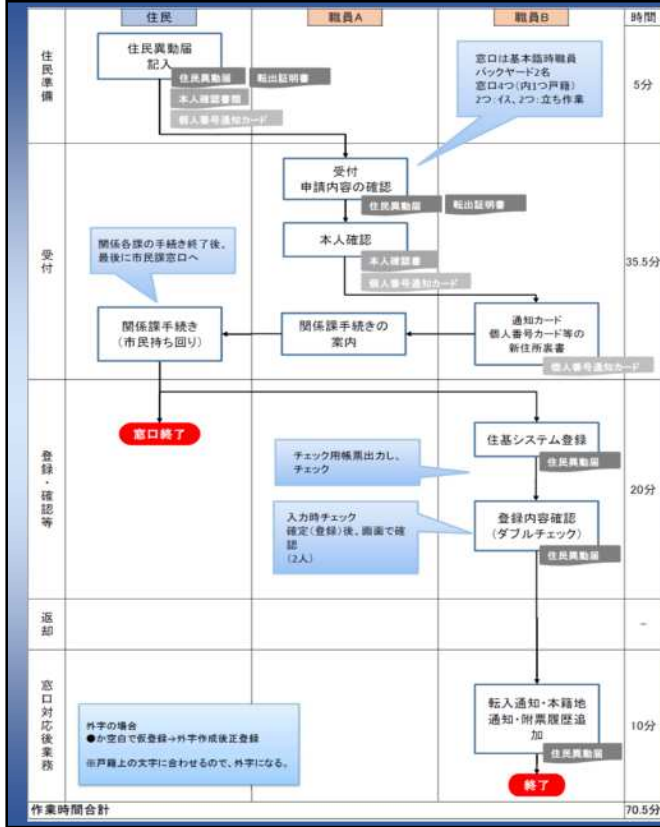 住民
職員A
職員B
時間
住民準備
住民異動届
記入
住民異動届
転出証明書
本人確認書類
個人番号通知カード
窓口は基本臨時職員
バックヤード2名
窓口4つ(内1つ戸籍)
2つ:イス、2つ:立ち作業
5分
受付
受付
申請内容の確認
住民異動届
転出証明書
関係各課の手続き終了後、
最後に市民課窓口へ
本人確認
本人確認書
個人番号通知カード
35.5分
関係課手続き
(市民持ち回り)
関係課手続きの
案内
通知カード
個人番号カード等の
新住所裏書
個人番号通知カード
登録・確認等
窓口終了
住基システム登録
住民異動届
チェック用帳票出力し、
チェック
20分
入力時チェック
確定(登録)後、画面で確
認
(2人)
登録内容確認
(ダブルチェック)
住民異動届
返却
-
窓口対応後業務
外字の場合
●か空白で仮登録→外字作成後正登録
※戸籍上の文字に合わせるので、外字になる。
転入通知・本籍地
通知・附票履歴追
加
住民異動届
10分
終了
作業時間合計
70.5分